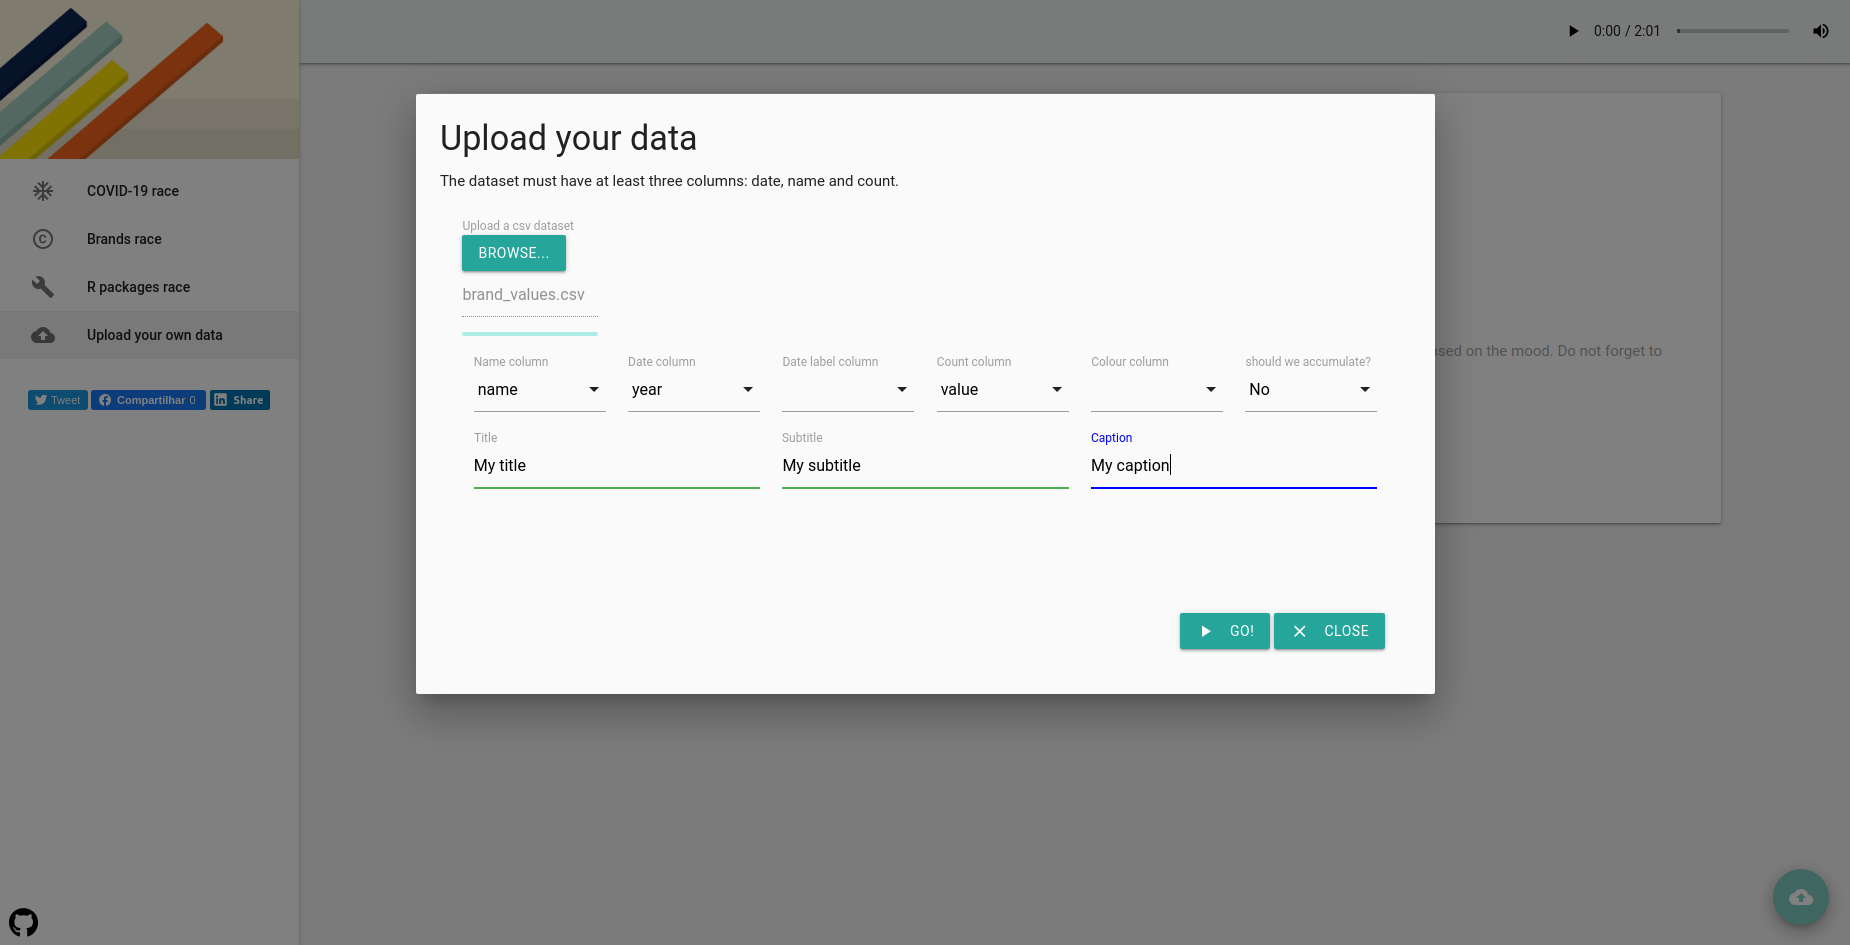 0:00 / 2:01
COVID-19 race
Brands race
R packages race
Upload your own data
Tweet
Compartilhar 0
Share
Upload your data
The dataset must have at least three columns: date, name and count.
Upload a csv dataset
BROWSE...
brand_values.csv
Name column Date column Date label column Count column Colour column should we accumulate?
name year value No
Title Subtitle Caption
My title My subtitle My caption
GO! CLOSE
on the mood. Do not forget to